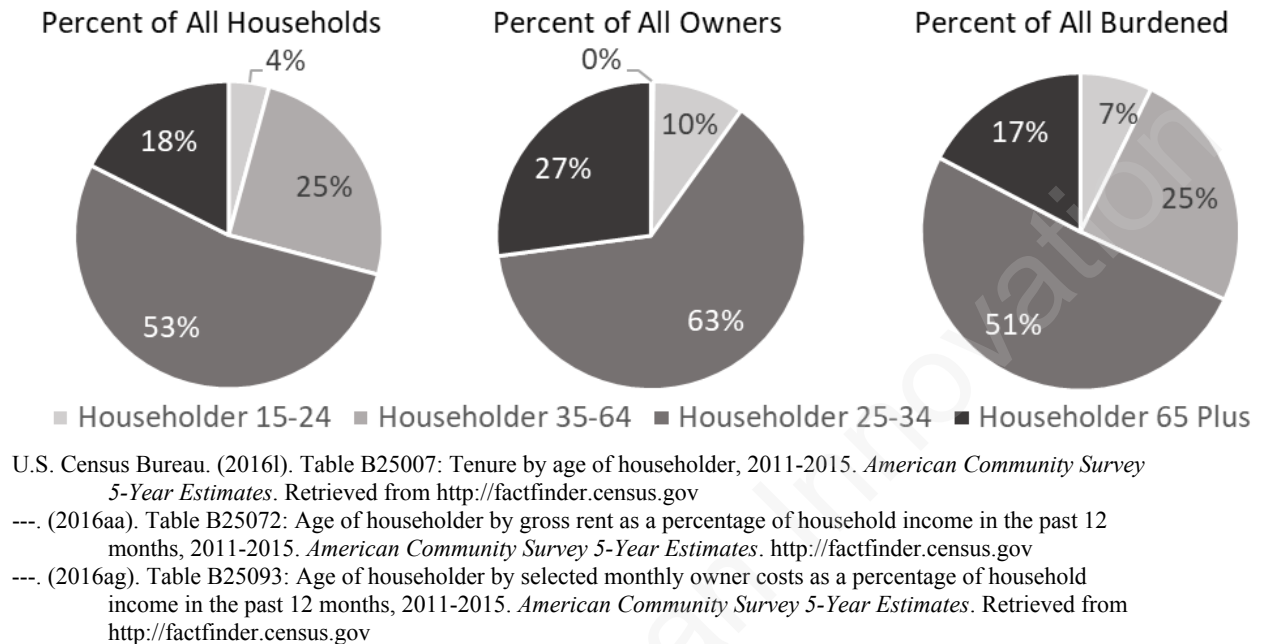 Percent of All Households
4%
18%
25%
53%
Percent of All Owners
0%
10%
27%
63%
Percent of All Burdened
7%
17%
25%
51%
Householder 15-24 Householder 35-64 Householder 25-34 Householder 65 Plus
U.S. Census Bureau. (2016l). Table B25007: Tenure by age of householder, 2011-2015. American Community Survey
5-Year Estimates. Retrieved from http://factfinder.census.gov
---. (2016aa). Table B25072: Age of householder by gross rent as a percentage of household income in the past 12
months, 2011-2015. American Community Survey 5-Year Estimates. http://factfinder.census.gov
---. (2016ag). Table B25093: Age of householder by selected monthly owner costs as a percentage of household
income in the past 12 months, 2011-2015. American Community Survey 5-Year Estimates. Retrieved from
http://factfinder.census.gov
an Innovation